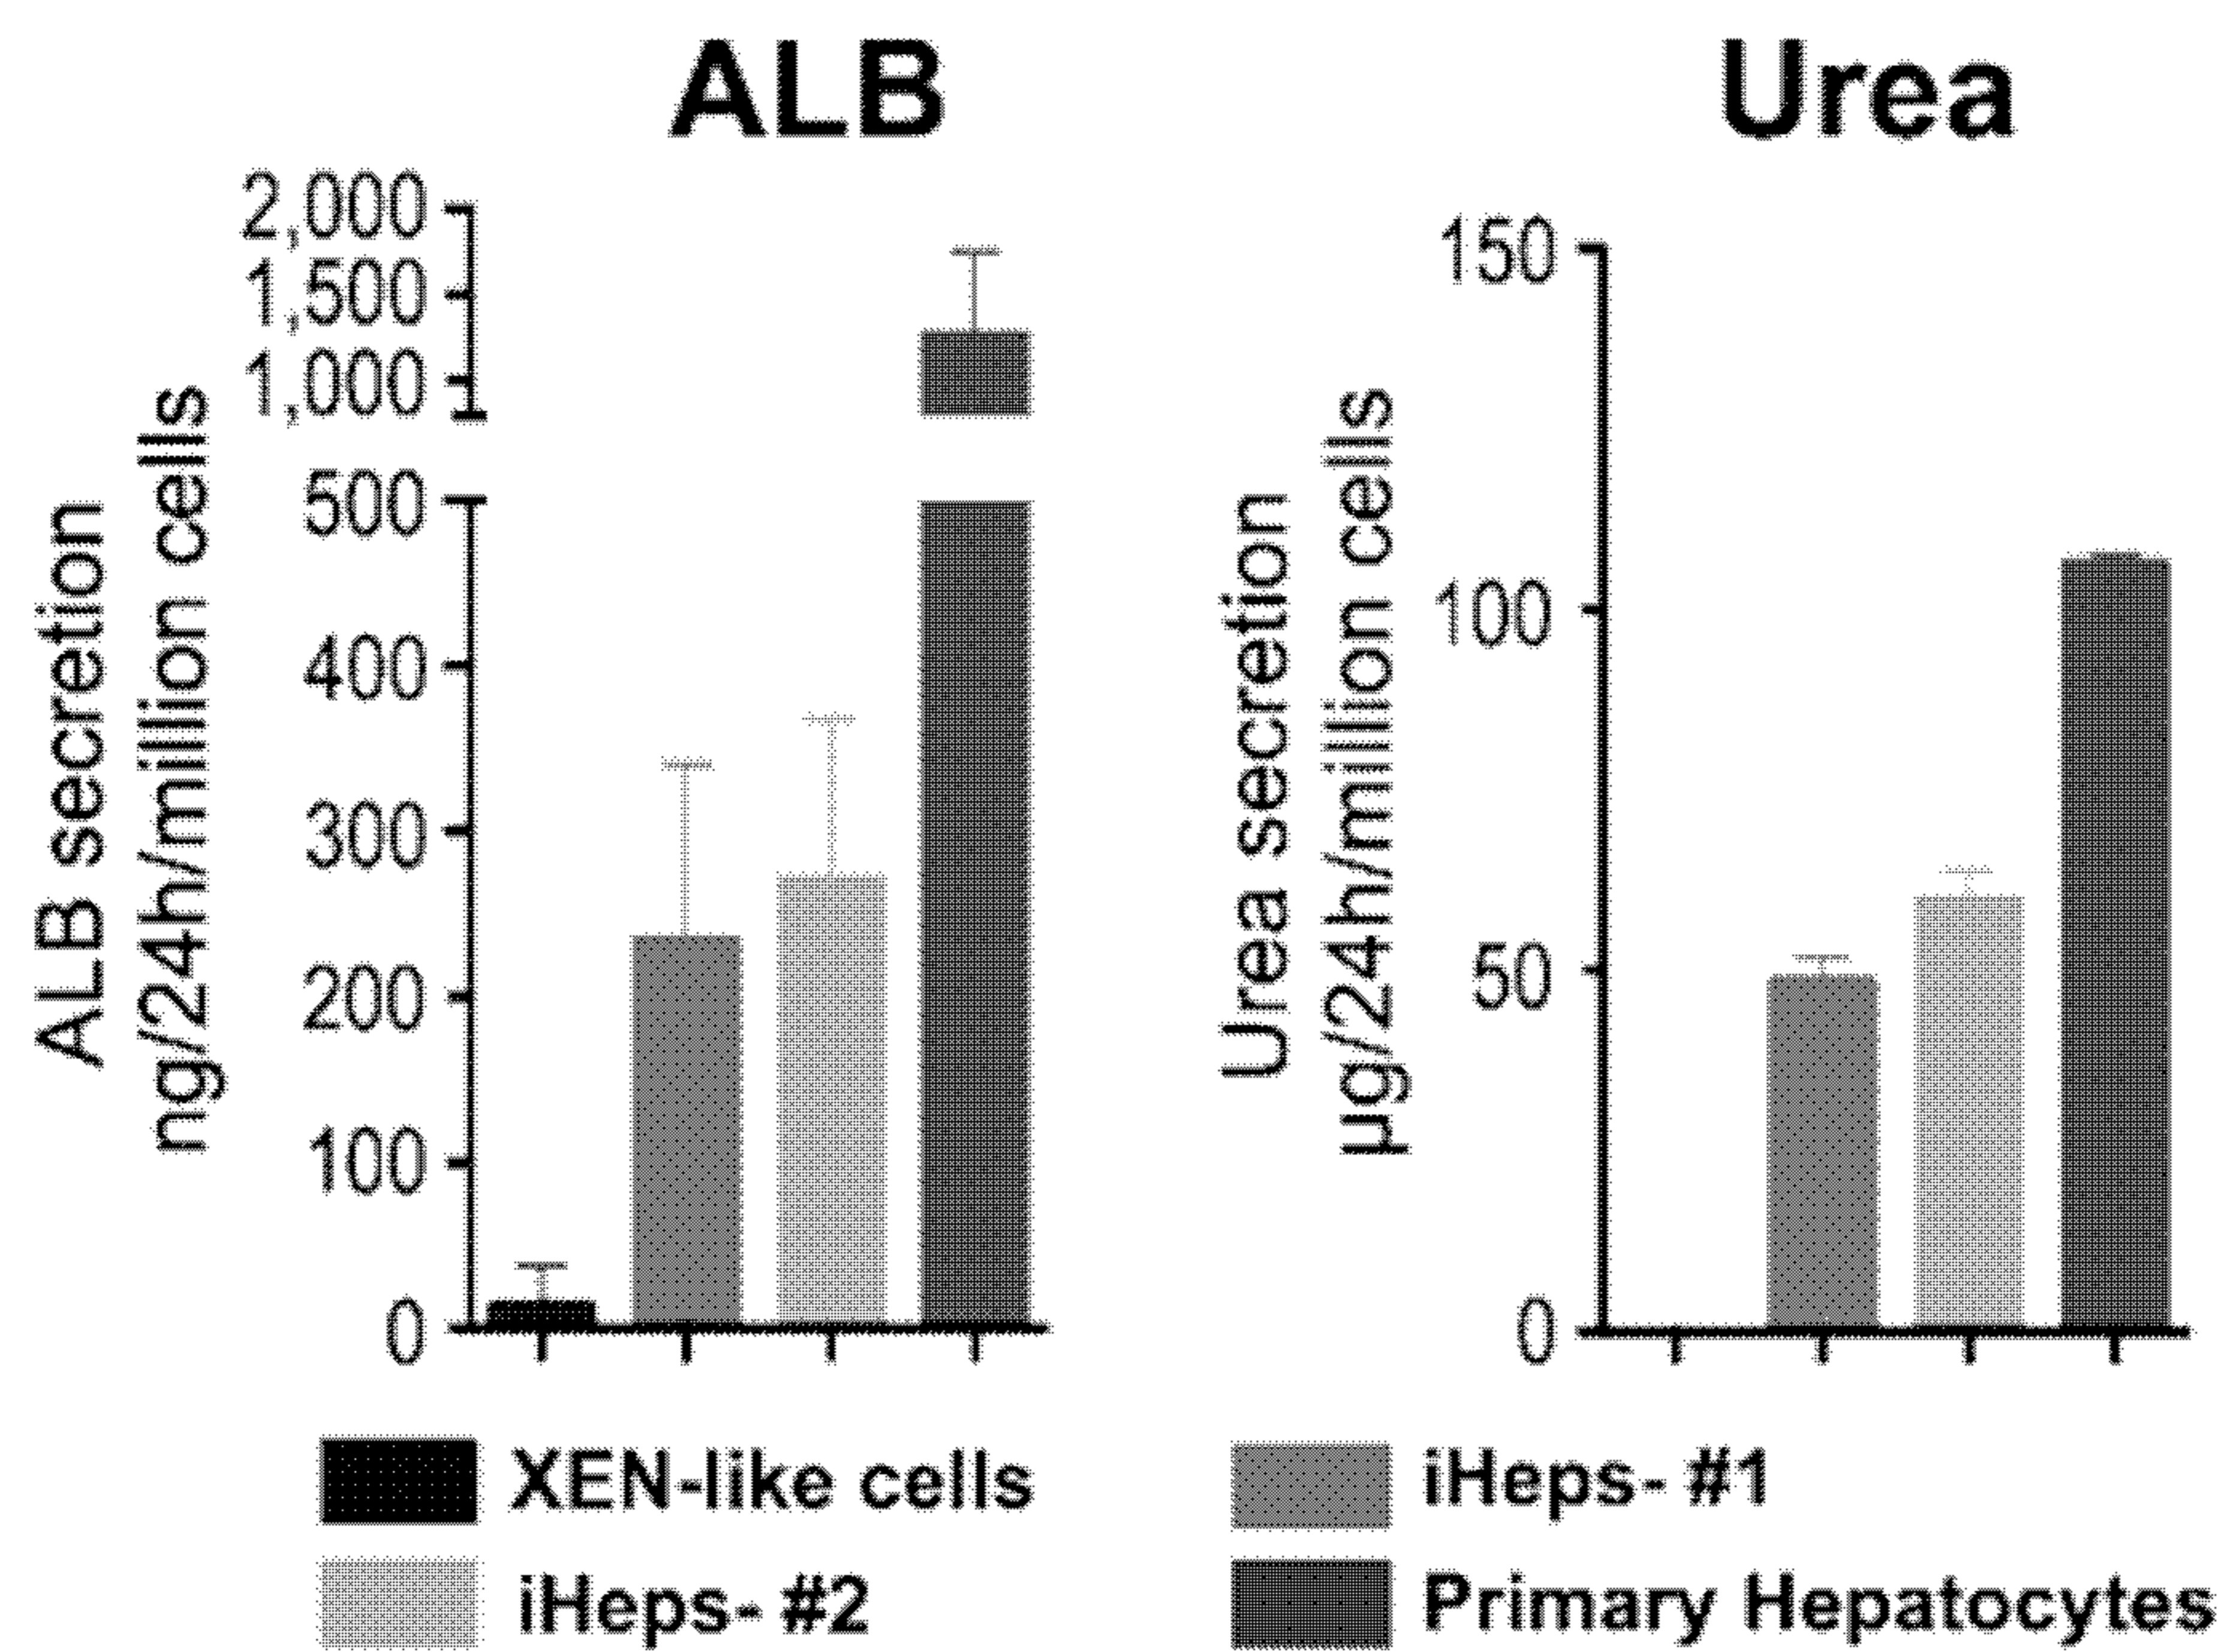 ALB
Urea
ALB secretion
ng/24h/million cells
2,000
1,500
1,000
500
400
300
200
100
0
Urea secretion
µg/24h/million cells
150
100
50
0
XEN-like cells
iHeps- #1
iHeps- #2
Primary Hepatocytes